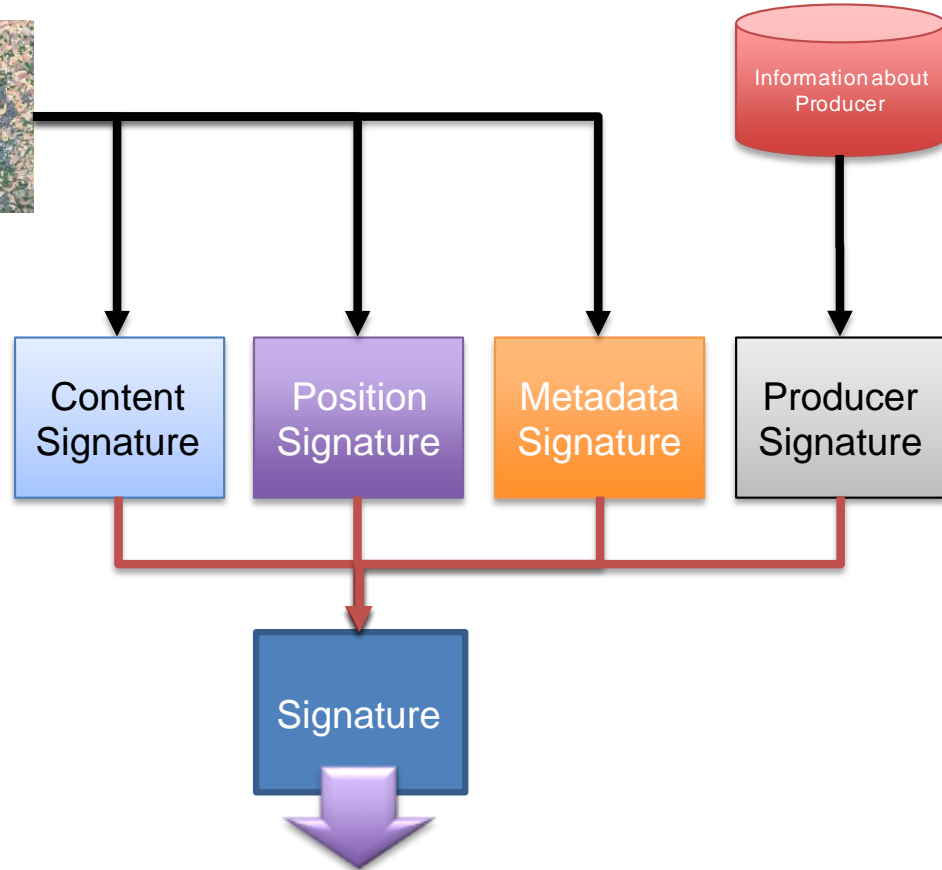 Information about
Producer
Content
Signature
Position
Signature
Metadata
Signature
Producer
Signature
Signature